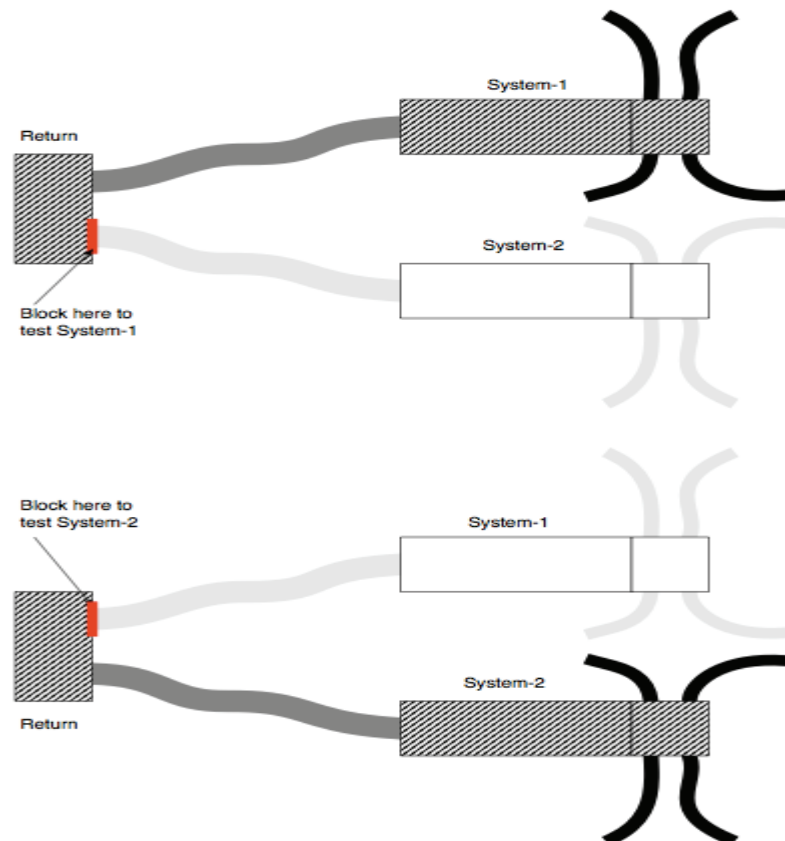 System-1
Return
System-2
Block here to
test System-1
Block here to
test System-2
System-1
System-2
Return